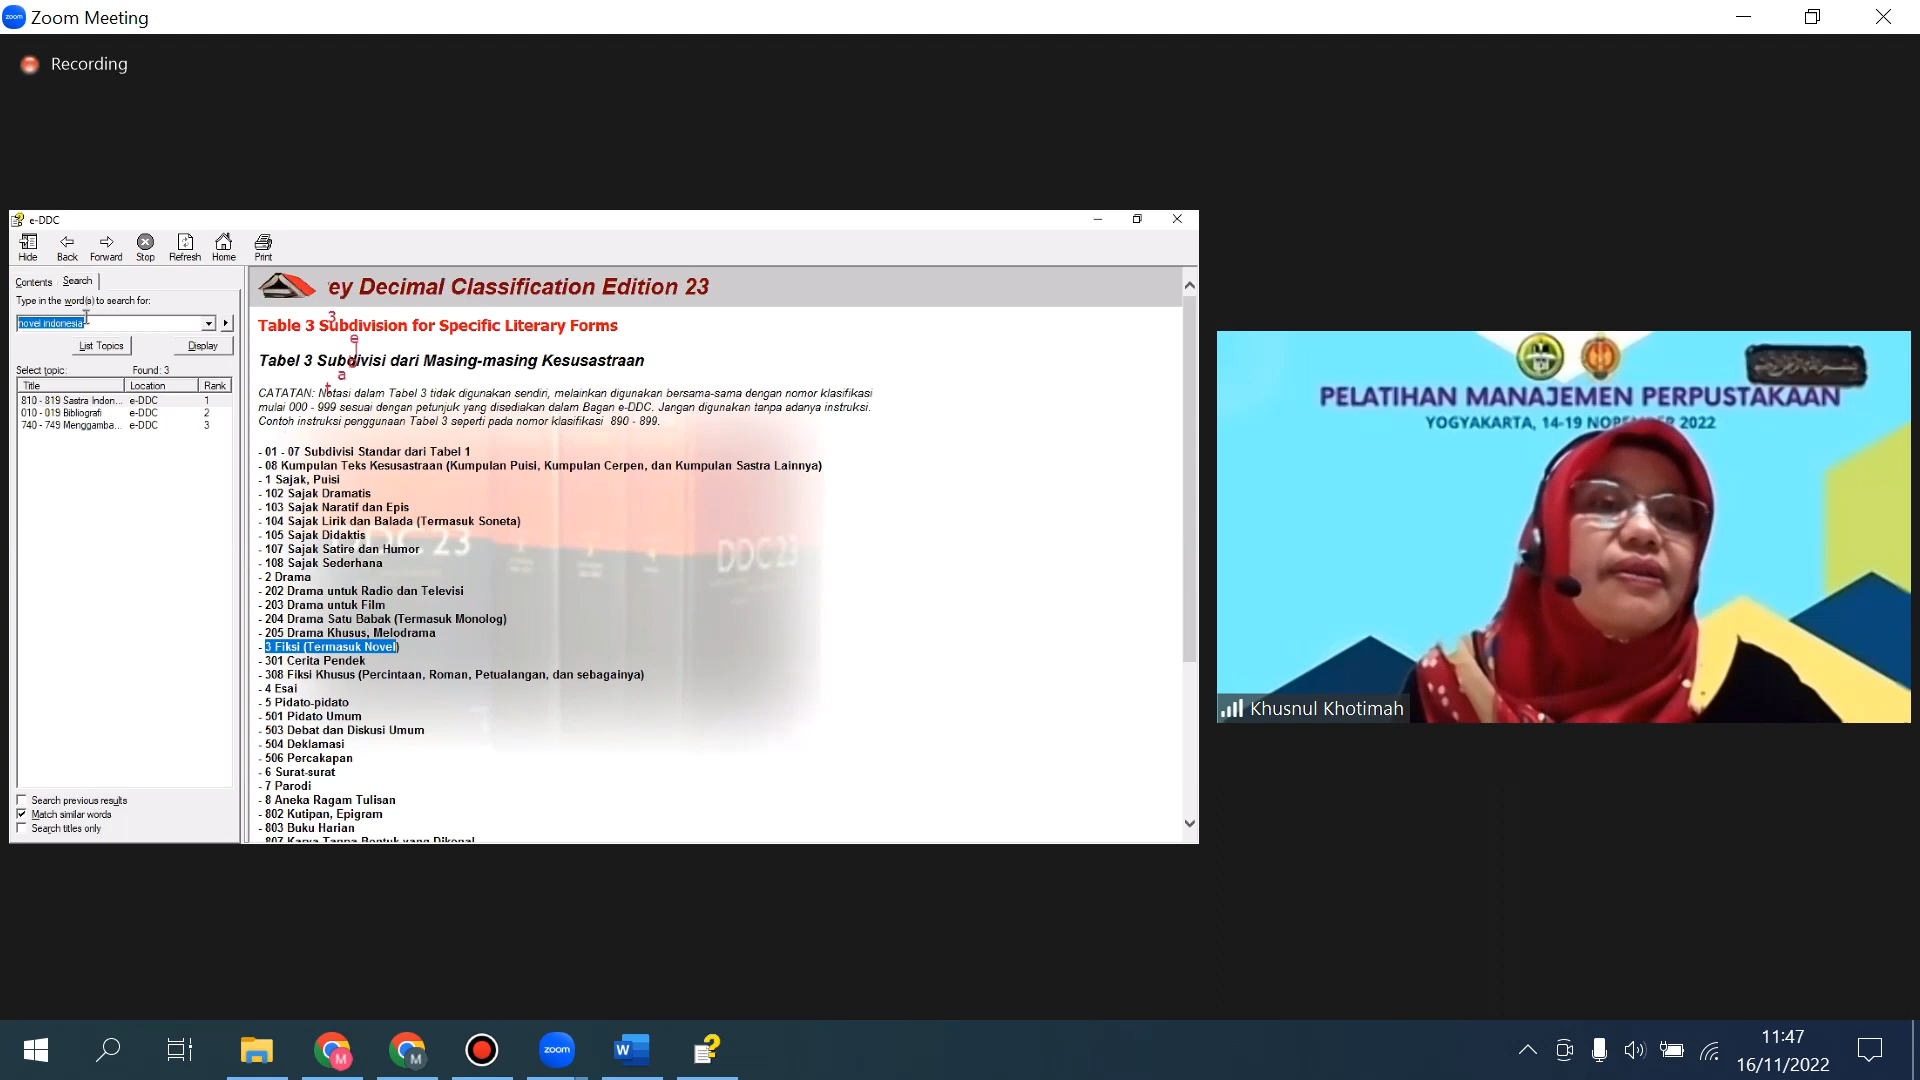 Zoom Meeting
Recording
e-DDC
Hide Back Forward Stop Refresh Home Print
Contents Search
Type in the word(s) to search for:
novel indonesia
List Topics Display
Select topic: Found: 3
Title Location Rank
810 - 819 Sastra Indon... e-DDC 1
010 - 019 Bibliografi e-DDC 2
740 - 749 Menggamba... e-DDC 3
Search previous results
Match similar words
Search titles only
ey Decimal Classification Edition 23
Table 3 Subdivision for Specific Literary Forms
Tabel 3 Subdivisi dari Masing-masing Kesusastraan
CATATAN: Notasi dalam Tabel 3 tidak digunakan sendiri, melainkan digunakan bersama-sama dengan nomor klasifikasi
mulai 000 - 999 sesuai dengan petunjuk yang disediakan dalam Bagan e-DDC. Jangan digunakan tanpa adanya instruksi.
Contoh instruksi penggunaan Tabel 3 seperti pada nomor klasifikasi 890 - 899.
- 01 - 07 Subdivisi Standar dari Tabel 1
- 08 Kumpulan Teks Kesusastraan (Kumpulan Puisi, Kumpulan Cerpen, dan Kumpulan Sastra Lainnya)
- 1 Sajak, Puisi
- 102 Sajak Dramatis
- 103 Sajak Naratif dan Epis
- 104 Sajak Lirik dan Balada (Termasuk Soneta)
- 105 Sajak Didaktis
- 107 Sajak Satire dan Humor
- 108 Sajak Sederhana
- 2 Drama
- 202 Drama untuk Radio dan Televisi
- 203 Drama untuk Film
- 204 Drama Satu Babak (Termasuk Monolog)
- 205 Drama Khusus, Melodrama
- 3 Fiksi (Termasuk Novel)
- 301 Cerita Pendek
- 308 Fiksi Khusus (Percintaan, Roman, Petualangan, dan sebagainya)
- 4 Esai
- 5 Pidato-pidato
- 501 Pidato Umum
- 503 Debat dan Diskusi Umum
- 504 Deklamasi
- 506 Percakapan
- 6 Surat-surat
- 7 Parodi
- 8 Aneka Ragam Tulisan
- 802 Kutipan, Epigram
- 803 Buku Harian
- 807 Karya Tanpa Bentuk yang Dikenal
DDC 23
PELATIHAN MANAJEMEN PERPUSTAKAAN
YOGYAKARTA, 14-19 NOPEMBER 2022
Khusnul Khotimah
zoom
11:47
16/11/2022